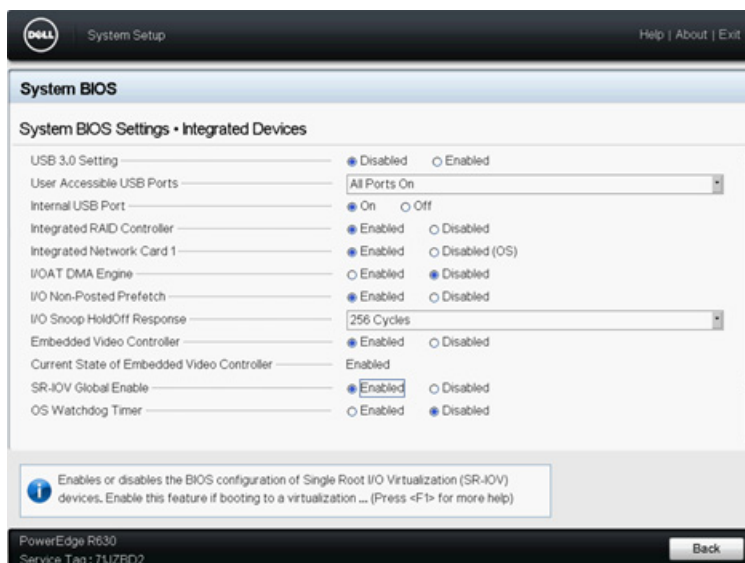 DELL System Setup Help | About | Exit
System BIOS
System BIOS Settings • Integrated Devices
USB 3.0 Setting Disabled Enabled
User Accessible USB Ports All Ports On
Internal USB Port On Off
Integrated RAID Controller Enabled Disabled
Integrated Network Card 1 Enabled Disabled (OS)
I/OAT DMA Engine Enabled Disabled
I/O Non-Posted Prefetch Enabled Disabled
I/O Snoop HoldOff Response 256 Cycles
Embedded Video Controller Enabled Disabled
Current State of Embedded Video Controller Enabled
SR-IOV Global Enable Enabled Disabled
OS Watchdog Timer Enabled Disabled
Enables or disables the BIOS configuration of Single Root I/O Virtualization (SR-IOV)
devices. Enable this feature if booting to a virtualization ... (Press <F1> for more help)
PowerEdge R630
Service Tag : 71JZBD2
Back